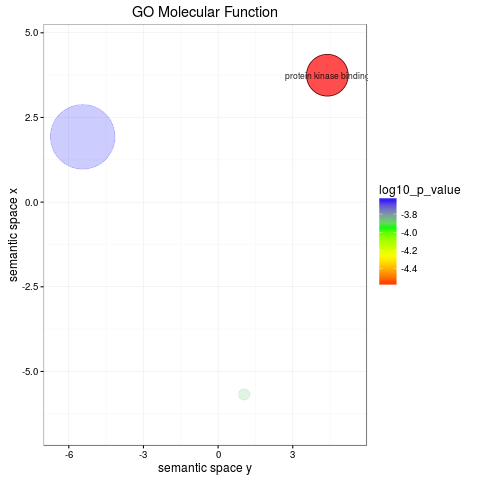 GO Molecular Function
5.0
2.5
0.0
-2.5
-5.0
semantic space x
protein kinase binding
-6
-3
0
3
semantic space y
log10_p_value
-3.8
-4.0
-4.2
-4.4